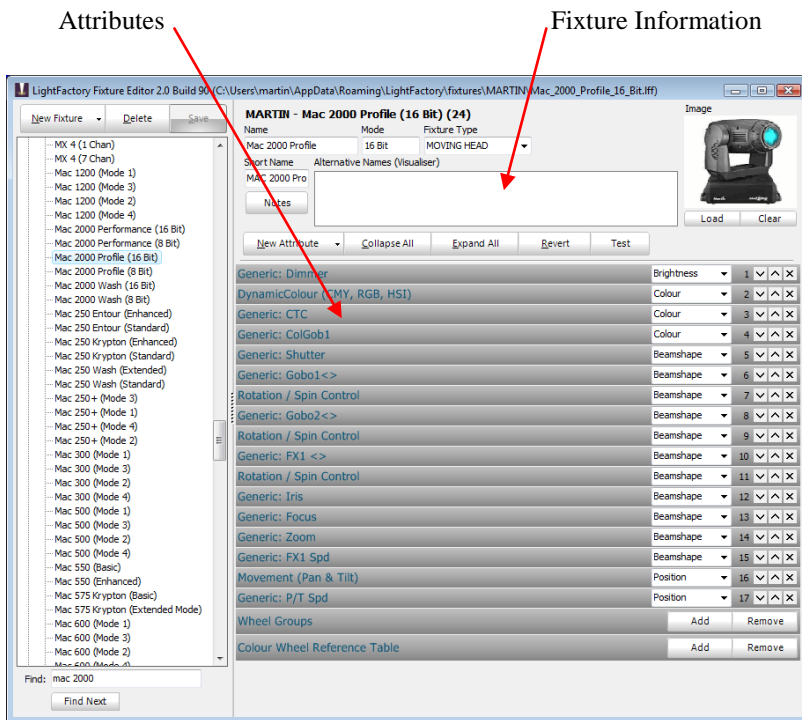 Attributes
Fixture Information
LightFactory Fixture Editor 2.0 Build 90 (C:\Users\martin\AppData\Roaming\LightFactory\fixtures\MARTIN\Mac_2000_Profile_16_Bit.lff)
New Fixture Delete Save
MX 4 (1 Chan)
MX 4 (7 Chan)
Mac 1200 (Mode 1)
Mac 1200 (Mode 3)
Mac 1200 (Mode 2)
Mac 1200 (Mode 4)
Mac 2000 Performance (16 Bit)
Mac 2000 Performance (8 Bit)
Mac 2000 Profile (16 Bit)
Mac 2000 Profile (8 Bit)
Mac 2000 Wash (16 Bit)
Mac 2000 Wash (8 Bit)
Mac 250 Entour (Enhanced)
Mac 250 Entour (Standard)
Mac 250 Krypton (Enhanced)
Mac 250 Krypton (Standard)
Mac 250 Wash (Extended)
Mac 250 Wash (Standard)
Mac 250+ (Mode 3)
Mac 250+ (Mode 1)
Mac 250+ (Mode 4)
Mac 250+ (Mode 2)
Mac 300 (Mode 1)
Mac 300 (Mode 3)
Mac 300 (Mode 2)
Mac 300 (Mode 4)
Mac 500 (Mode 1)
Mac 500 (Mode 3)
Mac 500 (Mode 2)
Mac 500 (Mode 4)
Mac 550 (Basic)
Mac 550 (Enhanced)
Mac 575 Krypton (Basic)
Mac 575 Krypton (Extended Mode)
Mac 600 (Mode 1)
Mac 600 (Mode 3)
Mac 600 (Mode 2)
Mac 600 (Mode 4)
Find: mac 2000
Find Next
MARTIN - Mac 2000 Profile (16 Bit) (24)
Name Mode Fixture Type
Mac 2000 Profile 16 Bit MOVING HEAD
Short Name Alternative Names (Visualiser)
MAC 2000 Pro
Notes
Image
Load Clear
New Attribute Collapse All Expand All Revert Test
Generic: Dimmer Brightness 1
DynamicColour (CMY, RGB, HSI) Colour 2
Generic: CTC Colour 3
Generic: ColGob1 Colour 4
Generic: Shutter Beamshape 5
Generic: Gobo1<> Beamshape 6
Rotation / Spin Control Beamshape 7
Generic: Gobo2<> Beamshape 8
Rotation / Spin Control Beamshape 9
Generic: FX1 <> Beamshape 10
Rotation / Spin Control Beamshape 11
Generic: Iris Beamshape 12
Generic: Focus Beamshape 13
Generic: Zoom Beamshape 14
Generic: FX1 Spd Beamshape 15
Movement (Pan & Tilt) Position 16
Generic: P/T Spd Position 17
Wheel Groups Add Remove
Colour Wheel Reference Table Add Remove